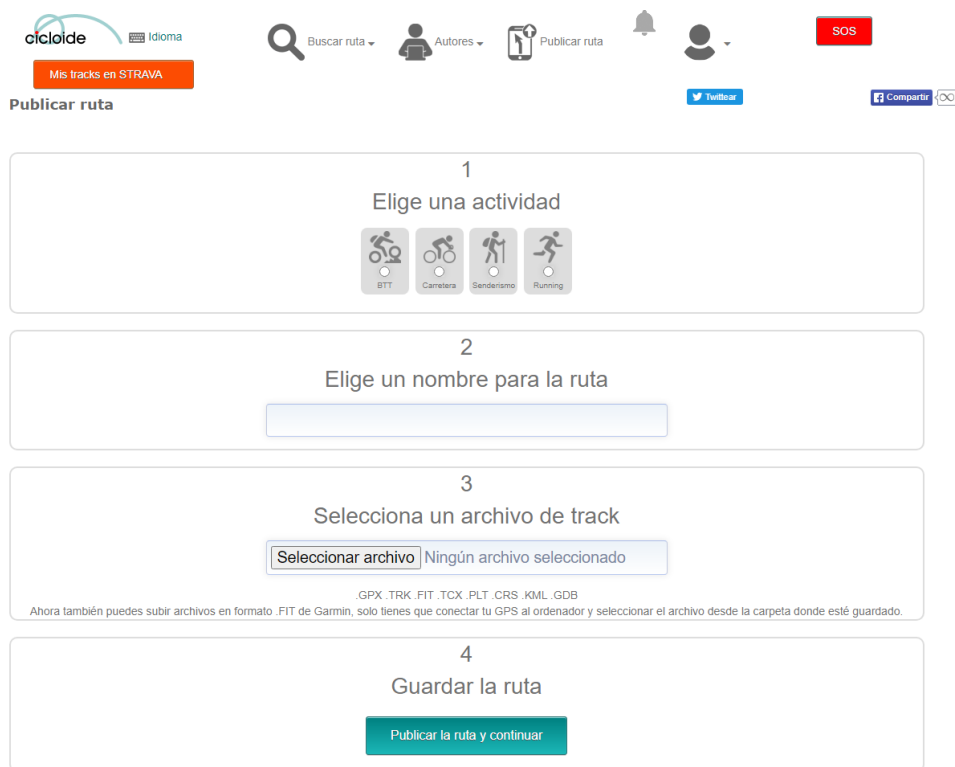 cicloide
Idioma
Buscar ruta
Autores
Publicar ruta
SOS
Mis tracks en STRAVA
Publicar ruta
Twittear
Compartir
1
Elige una actividad
BTT
Carretera
Senderismo
Running
2
Elige un nombre para la ruta
3
Selecciona un archivo de track
Seleccionar archivo Ningún archivo seleccionado
.GPX .TRK .FIT .TCX .PLT .CRS .KML .GDB
Ahora también puedes subir archivos en formato .FIT de Garmin, solo tienes que conectar tu GPS al ordenador y seleccionar el archivo desde la carpeta donde esté guardado.
4
Guardar la ruta
Publicar la ruta y continuar